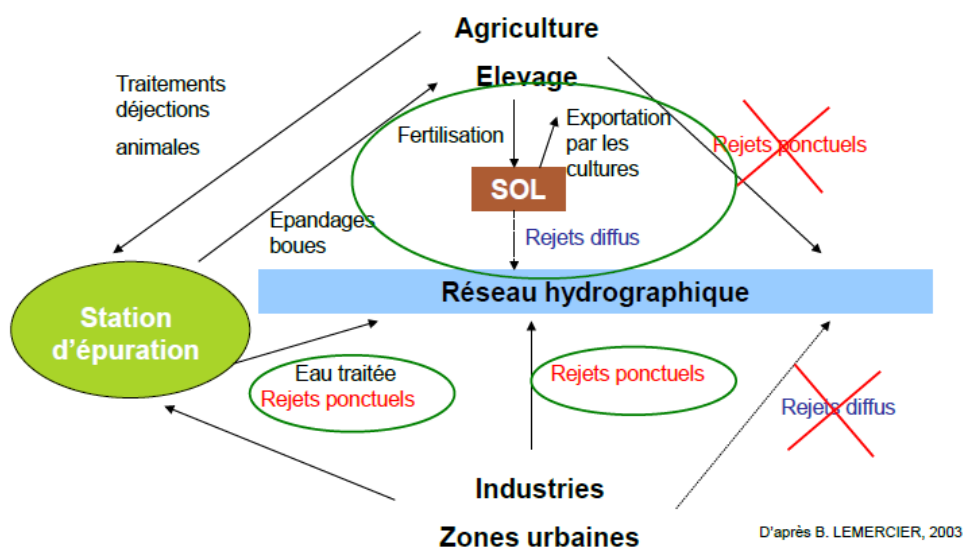 Agriculture
Elevage
Traitements
déjections
animales
Fertilisation
Exportation
par les
cultures
Rejets ponctuels
SOL
Epandages
boues
Rejets diffus
Réseau hydrographique
Station
d'épuration
Eau traitée
Rejets ponctuels
Rejets ponctuels
Rejets diffus
Industries
Zones urbaines
D'après B. LEMERCIER, 2003